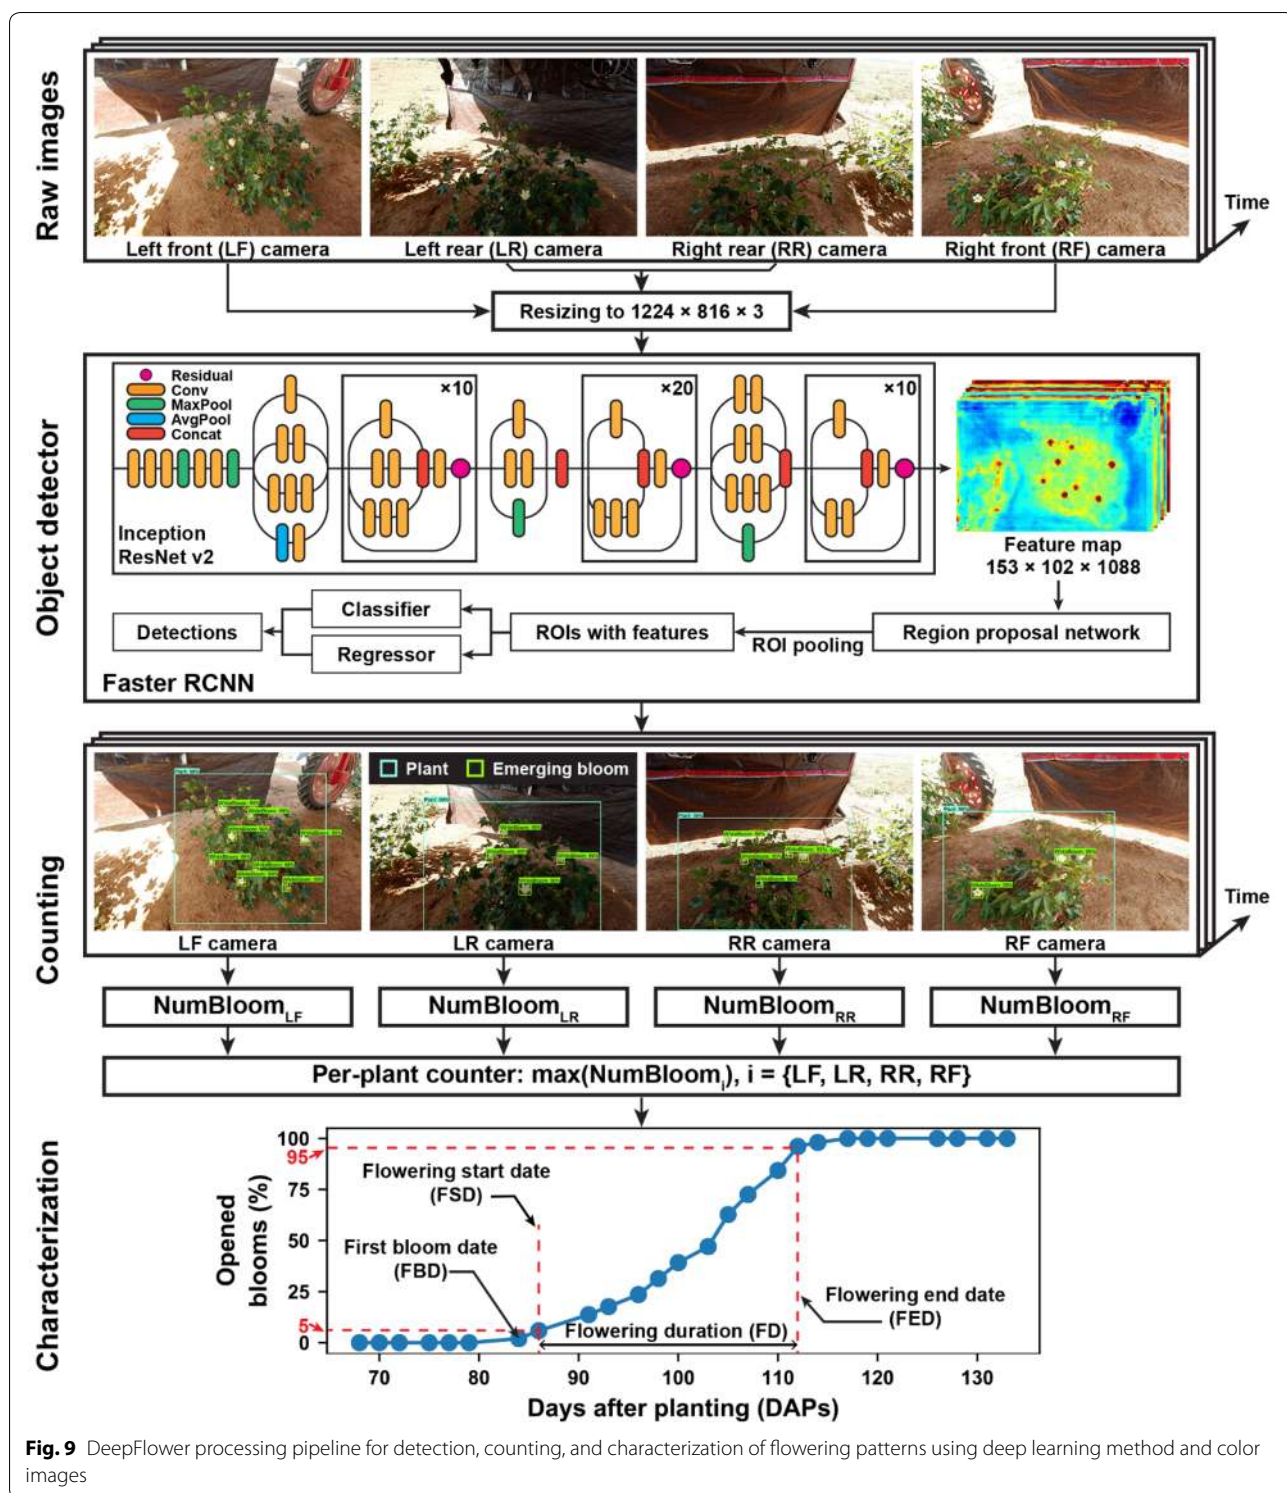 Raw images
Left front (LF) camera
Left rear (LR) camera
Right rear (RR) camera
Right front (RF) camera
Time
Resizing to 1224 × 816 × 3
Object detector
Residual
Conv
MaxPool
AvgPool
Concat
×10
×20
×10
Inception
ResNet v2
Feature map
153 × 102 × 1088
Detections
Classifier
Regressor
ROIs with features
ROI pooling
Region proposal network
Faster RCNN
Counting
Plant
Emerging bloom
LF camera
LR camera
RR camera
RF camera
Time
NumBloom_LF
NumBloom_LR
NumBloom_RR
NumBloom_RF
Per-plant counter: max(NumBloom_i), i = {LF, LR, RR, RF}
Characterization
Opened
blooms (%)
100
95
75
50
25
5
0
Flowering start date
(FSD)
First bloom date
(FBD)
Flowering duration (FD)
Flowering end date
(FED)
70
80
90
100
110
120
130
Days after planting (DAPs)
Fig. 9 DeepFlower processing pipeline for detection, counting, and characterization of flowering patterns using deep learning method and color
images